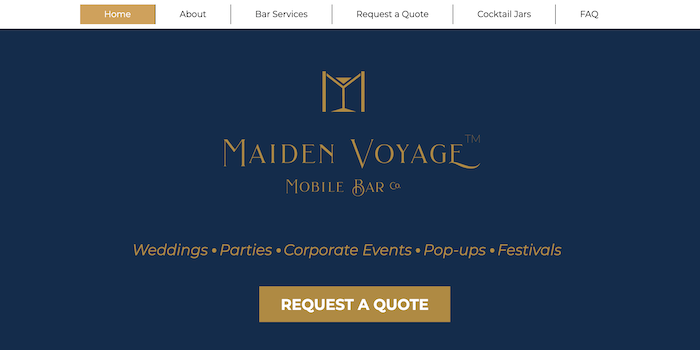 Home About Bar Services Request a Quote Cocktail Jars FAQ
MAIDEN VOYAGE™
MOBILE BAR Co.
Weddings • Parties • Corporate Events • Pop-ups • Festivals
REQUEST A QUOTE